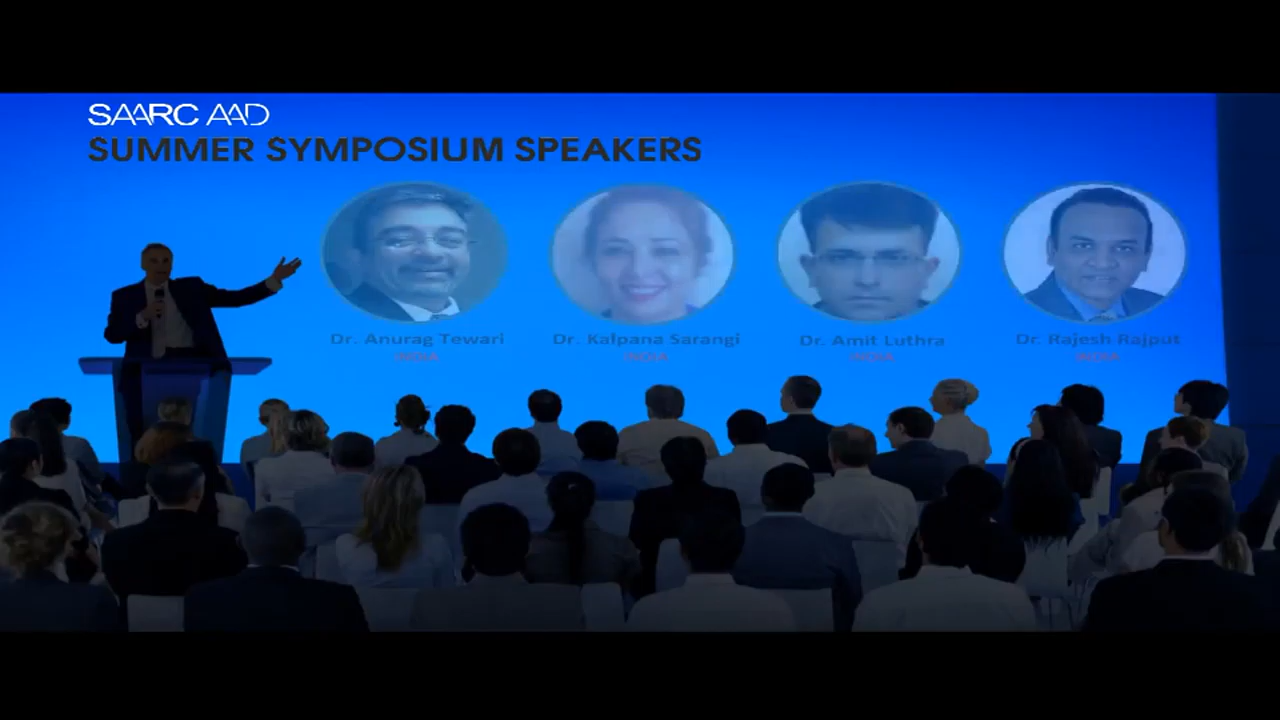 SAARC AAD
SUMMER SYMPOSIUM SPEAKERS
Dr. Anurag Tewari
INDIA
Dr. Kalpana Sarangi
INDIA
Dr. Amit Luthra
INDIA
Dr. Rajesh Rajput
INDIA